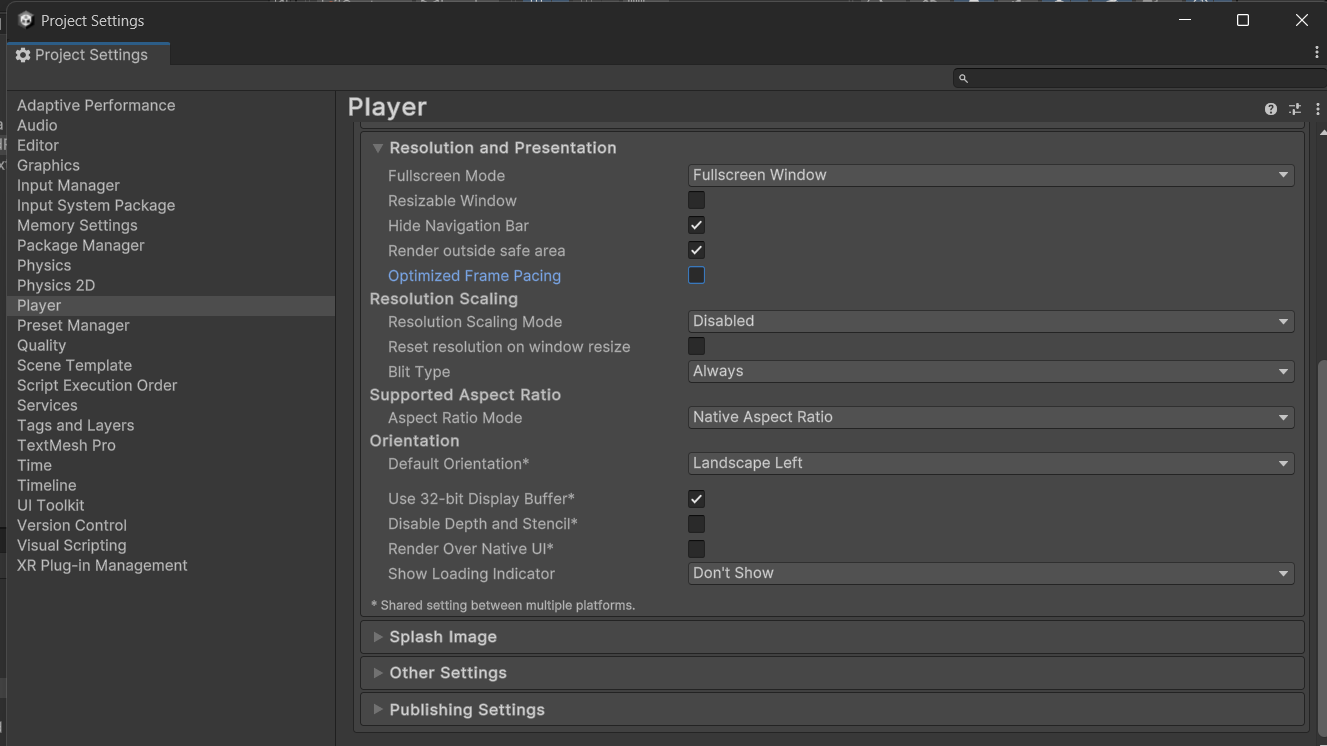 Project Settings
Project Settings
Adaptive Performance
Audio
Editor
Graphics
Input Manager
Input System Package
Memory Settings
Package Manager
Physics
Physics 2D
Player
Preset Manager
Quality
Scene Template
Script Execution Order
Services
Tags and Layers
TextMesh Pro
Time
Timeline
UI Toolkit
Version Control
Visual Scripting
XR Plug-in Management
Player
Resolution and Presentation
Fullscreen Mode Fullscreen Window
Resizable Window
Hide Navigation Bar
Render outside safe area
Optimized Frame Pacing
Resolution Scaling
Resolution Scaling Mode Disabled
Reset resolution on window resize
Blit Type Always
Supported Aspect Ratio
Aspect Ratio Mode Native Aspect Ratio
Orientation
Default Orientation* Landscape Left
Use 32-bit Display Buffer*
Disable Depth and Stencil*
Render Over Native UI*
Show Loading Indicator Don't Show
* Shared setting between multiple platforms.
Splash Image
Other Settings
Publishing Settings